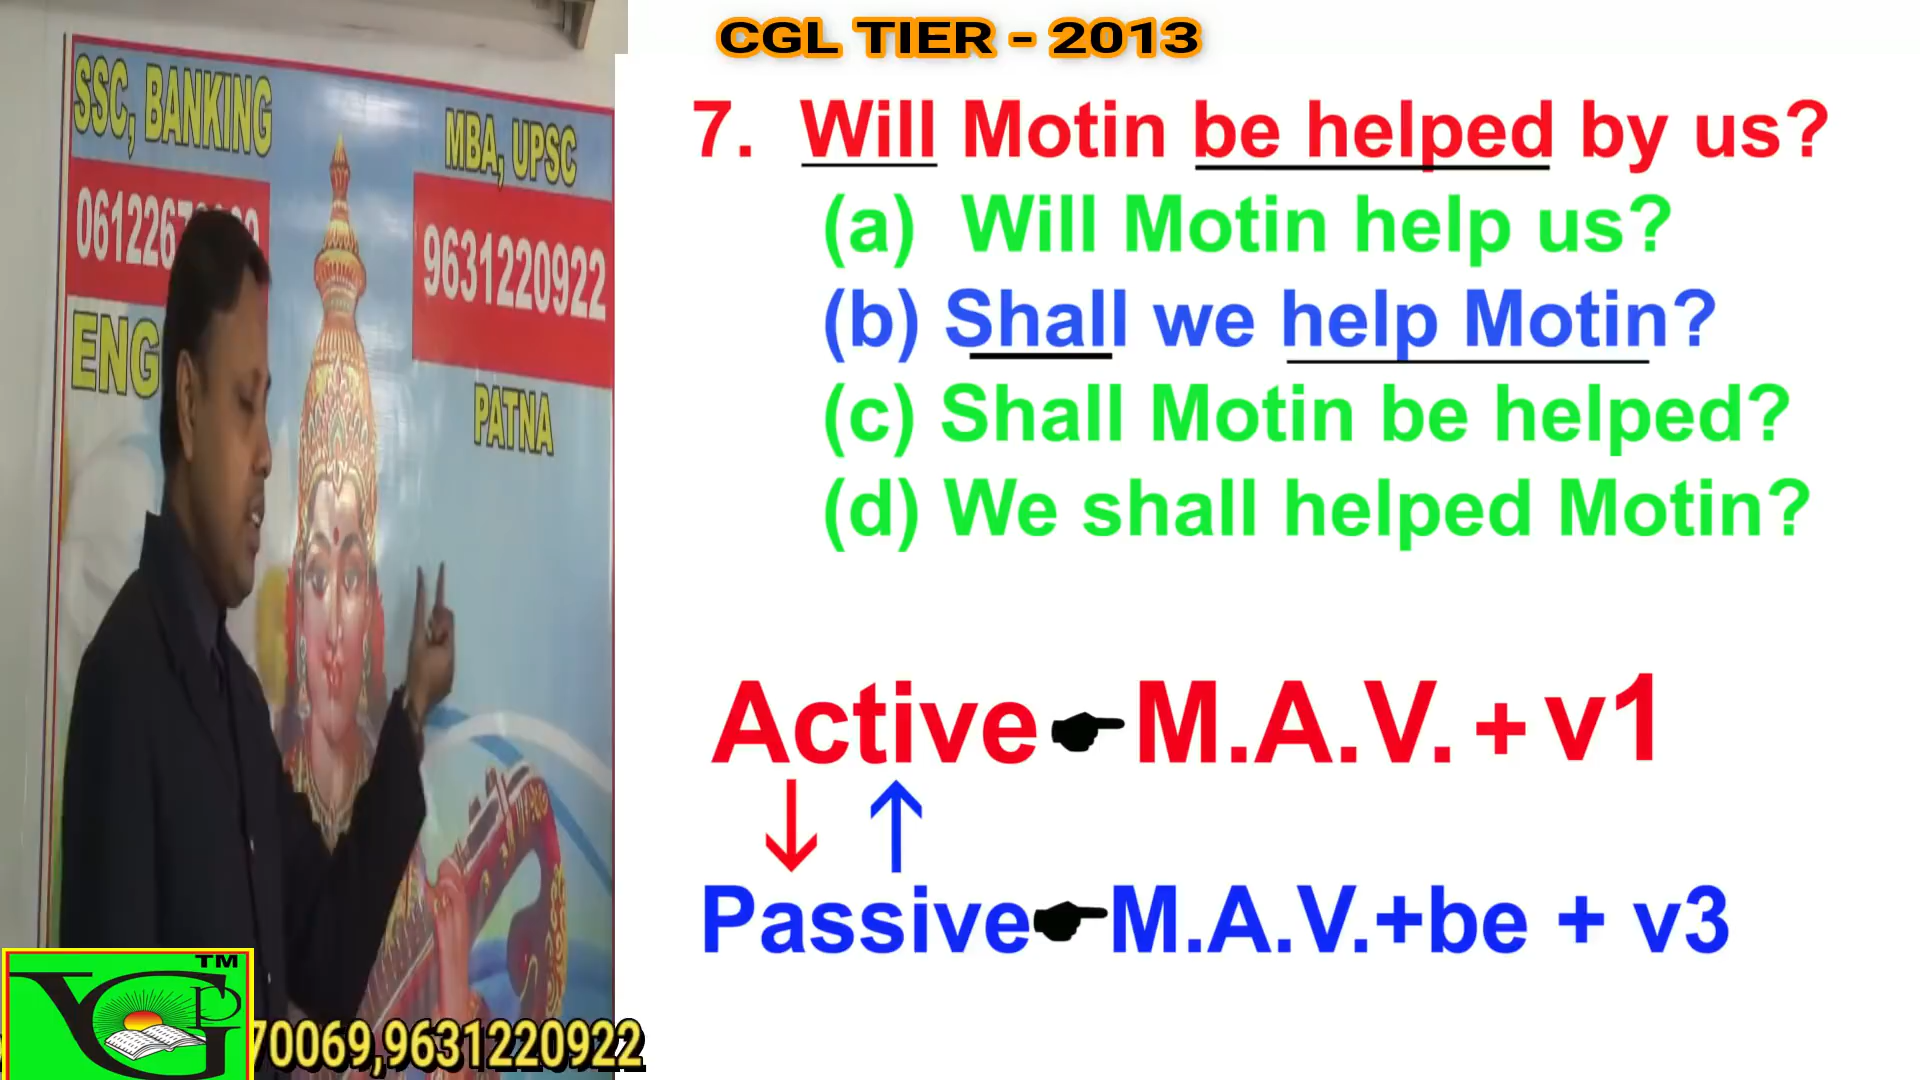 CGL TIER - 2013
SSC, BANKING
MBA, UPSC
9631220922
ENG
PATNA
7. Will Motin be helped by us?
(a) Will Motin help us?
(b) Shall we help Motin?
(c) Shall Motin be helped?
(d) We shall helped Motin?
Active M.A.V. + v1
Passive M.A.V.+be + v3
TM
VGP
70069,9631220922